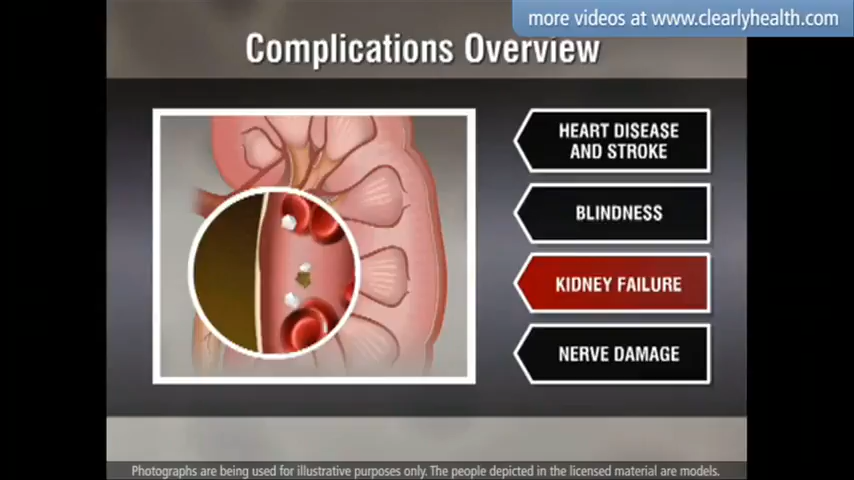 more videos at www.clearlyhealth.com
Complications Overview
HEART DISEASE
AND STROKE
BLINDNESS
KIDNEY FAILURE
NERVE DAMAGE
Photographs are being used for illustrative purposes only. The people depicted in the licensed material are models.